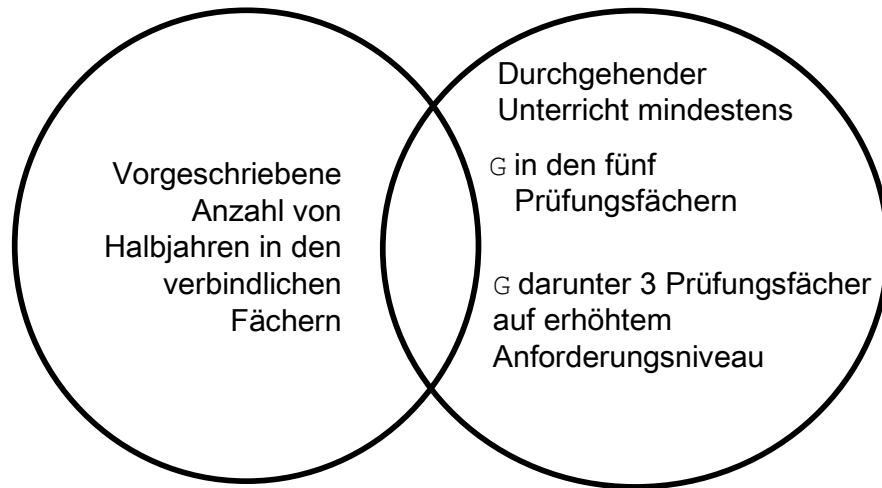 Vorgeschriebene
Anzahl von
Halbjahren in den
verbindlichen
Fächern
Durchgehender
Unterricht mindestens
G in den fünf
Prüfungsfächern
G darunter 3 Prüfungsfächer
auf erhöhtem
Anforderungsniveau